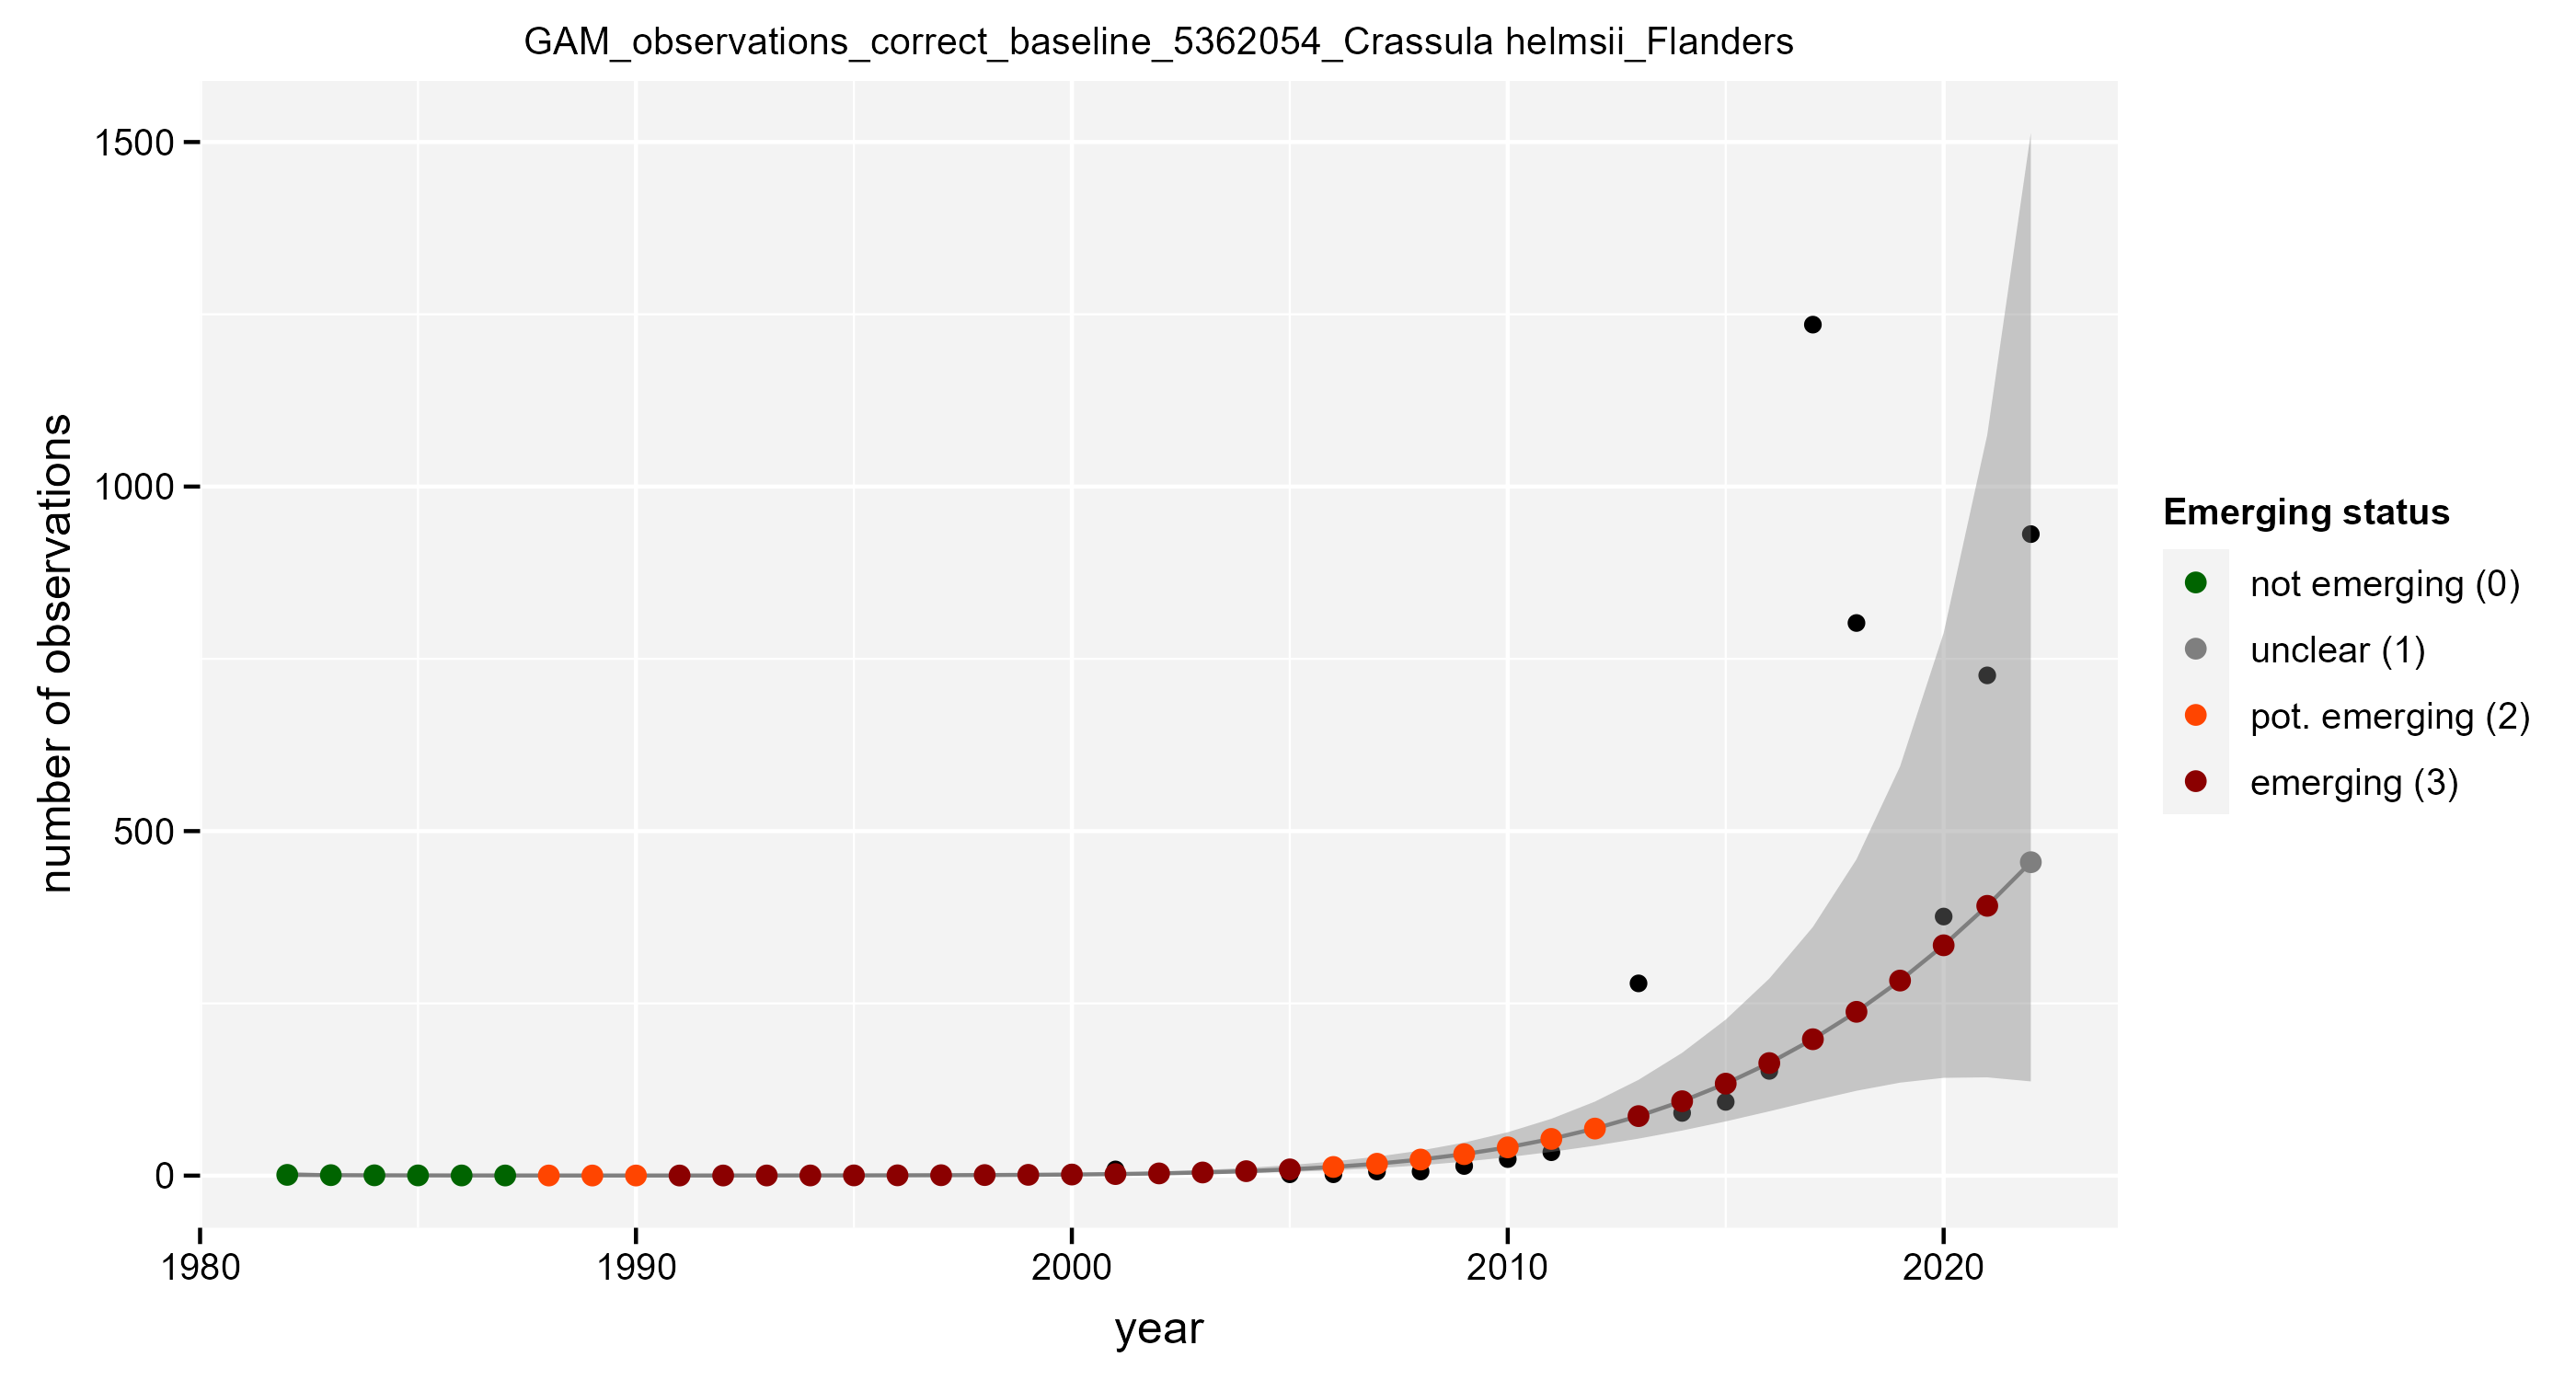 GAM_observations_correct_baseline_5362054_Crassula helmsii_Flanders
number of observations
1500
1000
500
0
1980
1990
2000
2010
2020
year
Emerging status
not emerging (0)
unclear (1)
pot. emerging (2)
emerging (3)